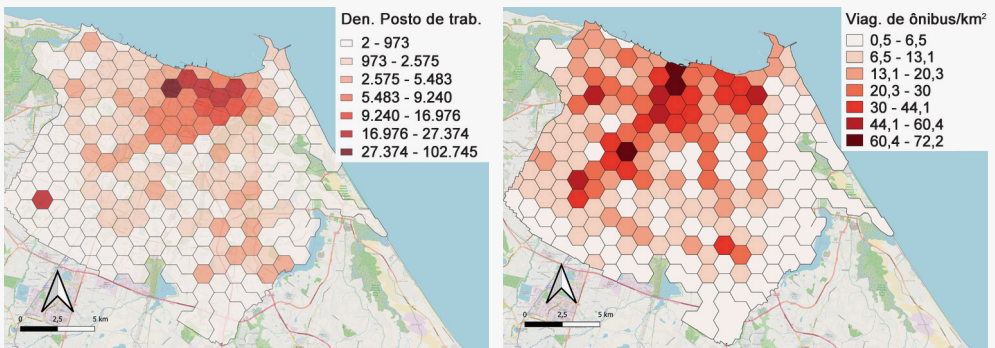 Den. Posto de trab.
2 - 973
973 - 2.575
2.575 - 5.483
5.483 - 9.240
9.240 - 16.976
16.976 - 27.374
27.374 - 102.745
0 2,5 5 km
Viag. de ônibus/km²
0,5 - 6,5
6,5 - 13,1
13,1 - 20,3
20,3 - 30
30 - 44,1
44,1 - 60,4
60,4 - 72,2
0 2,5 5 km